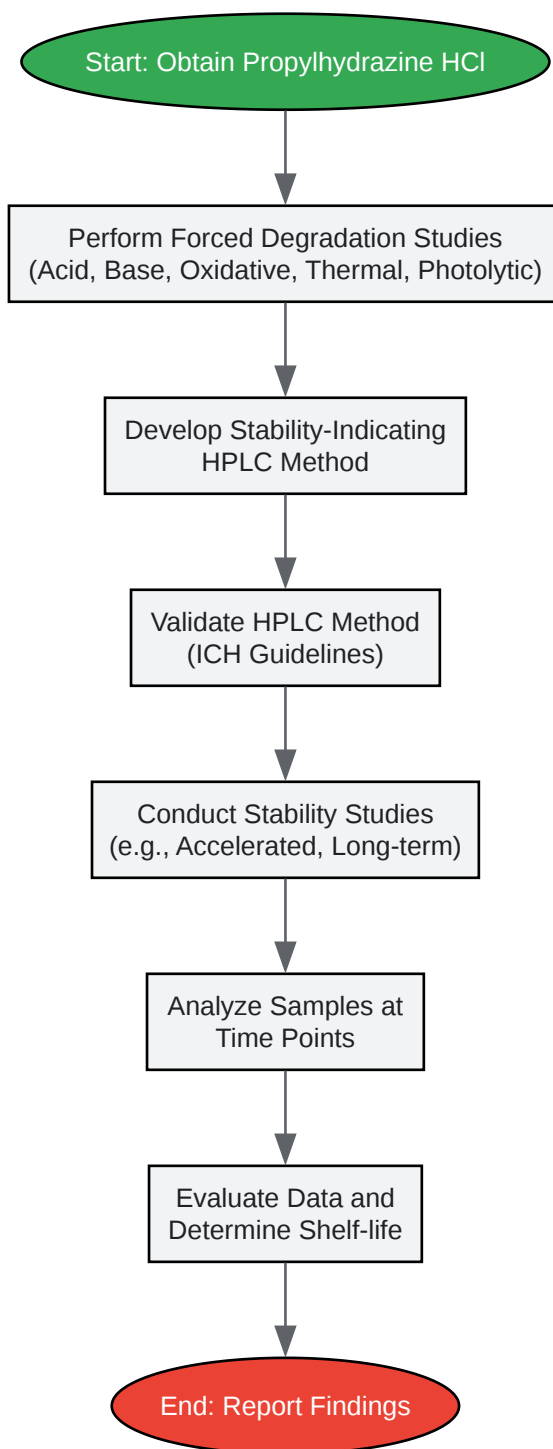 Start: Obtain Propylhydrazine HCl
Perform Forced Degradation Studies
(Acid, Base, Oxidative, Thermal, Photolytic)
Develop Stability-Indicating
HPLC Method
Validate HPLC Method
(ICH Guidelines)
Conduct Stability Studies
(e.g., Accelerated, Long-term)
Analyze Samples at
Time Points
Evaluate Data and
Determine Shelf-life
End: Report Findings